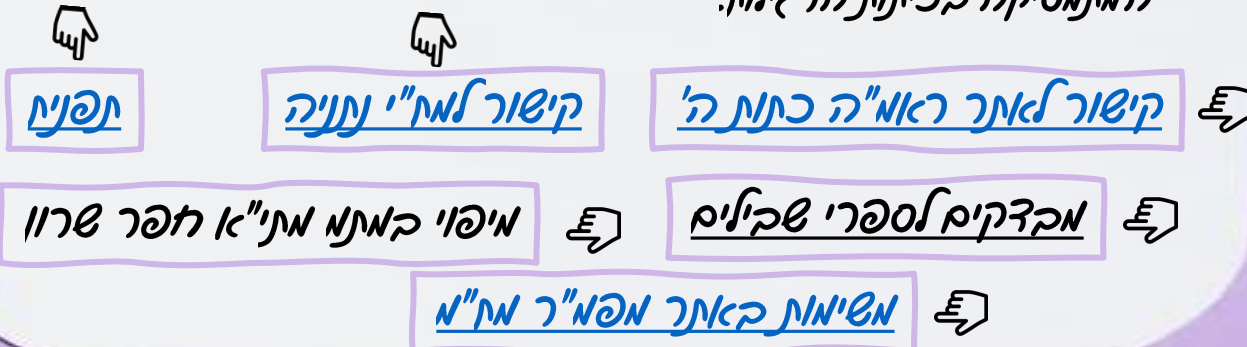 קישור לאתר ראמ"ה כתות ה'
קישור למח"י נתניה
תפנית
מבדקים לספרי שבילים
מיפוי במתמ מתי"א חפר שרון
משימות באתר מפמ"ר מח"מ